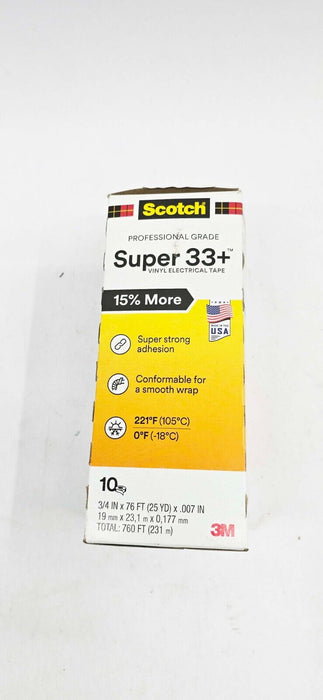 Scotch
PROFESSIONAL GRADE
Super 33+™
VINYL ELECTRICAL TAPE
15% More
USA
Super strong
adhesion
Conformable for
a smooth wrap
221°F (105°C)
0°F (-18°C)
10
3/4 IN x 76 FT (25 YD) x .007 IN
19 mm x 23,1 m x 0,177 mm
TOTAL: 760 FT (231 m)
3M